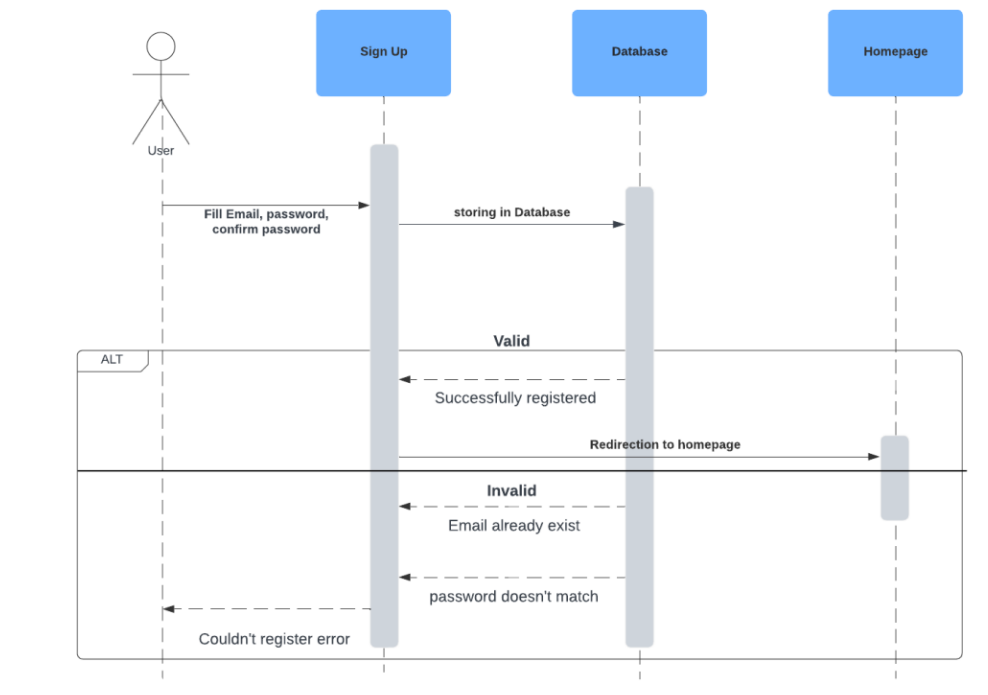 Sign Up
Database
Homepage
User
Fill Email, password,
confirm password
storing in Database
Valid
ALT
Successfully registered
Redirection to homepage
Invalid
Email already exist
password doesn't match
Couldn't register error